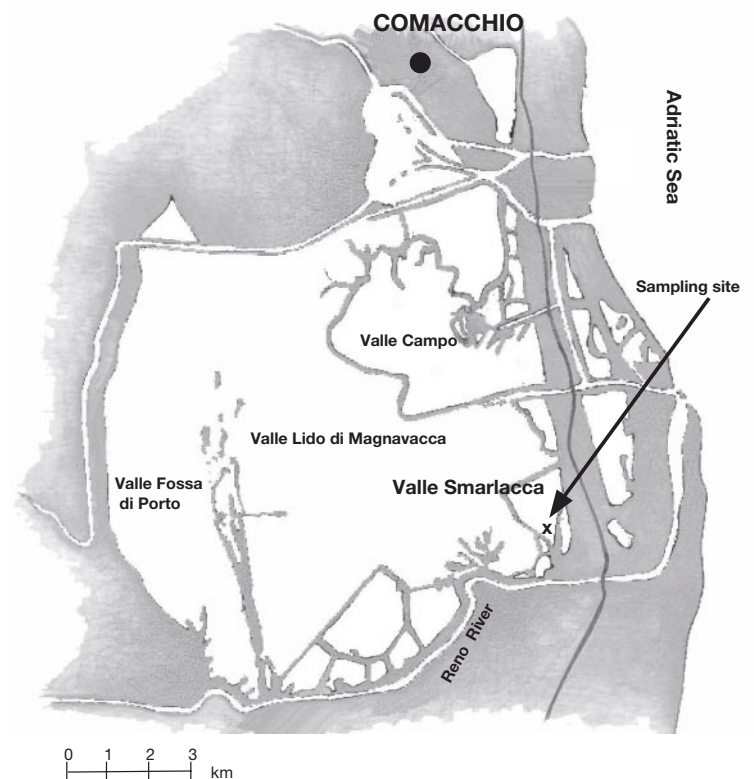 COMACCHIO
Adriatic Sea
Sampling site
Valle Campo
Valle Lido di Magnavacca
Valle Fossa
di Porto
Valle Smarlacca
x
Reno River
0 1 2 3
km